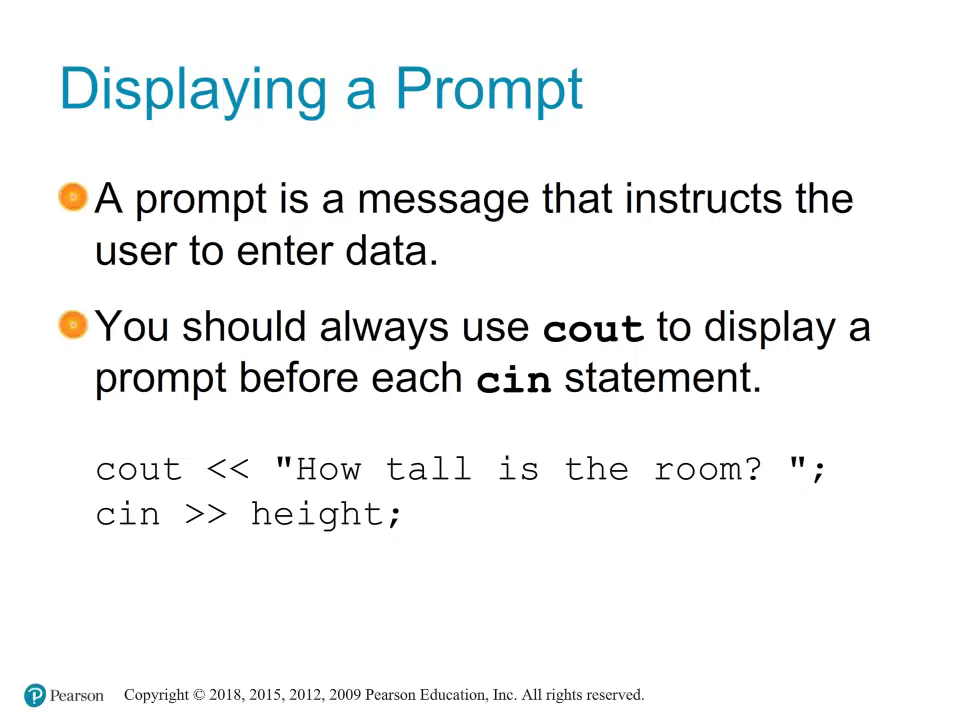 Displaying a Prompt
A prompt is a message that instructs the
user to enter data.
You should always use cout to display a
prompt before each cin statement.
cout << "How tall is the room? ";
cin >> height;
Pearson Copyright © 2018, 2015, 2012, 2009 Pearson Education, Inc. All rights reserved.